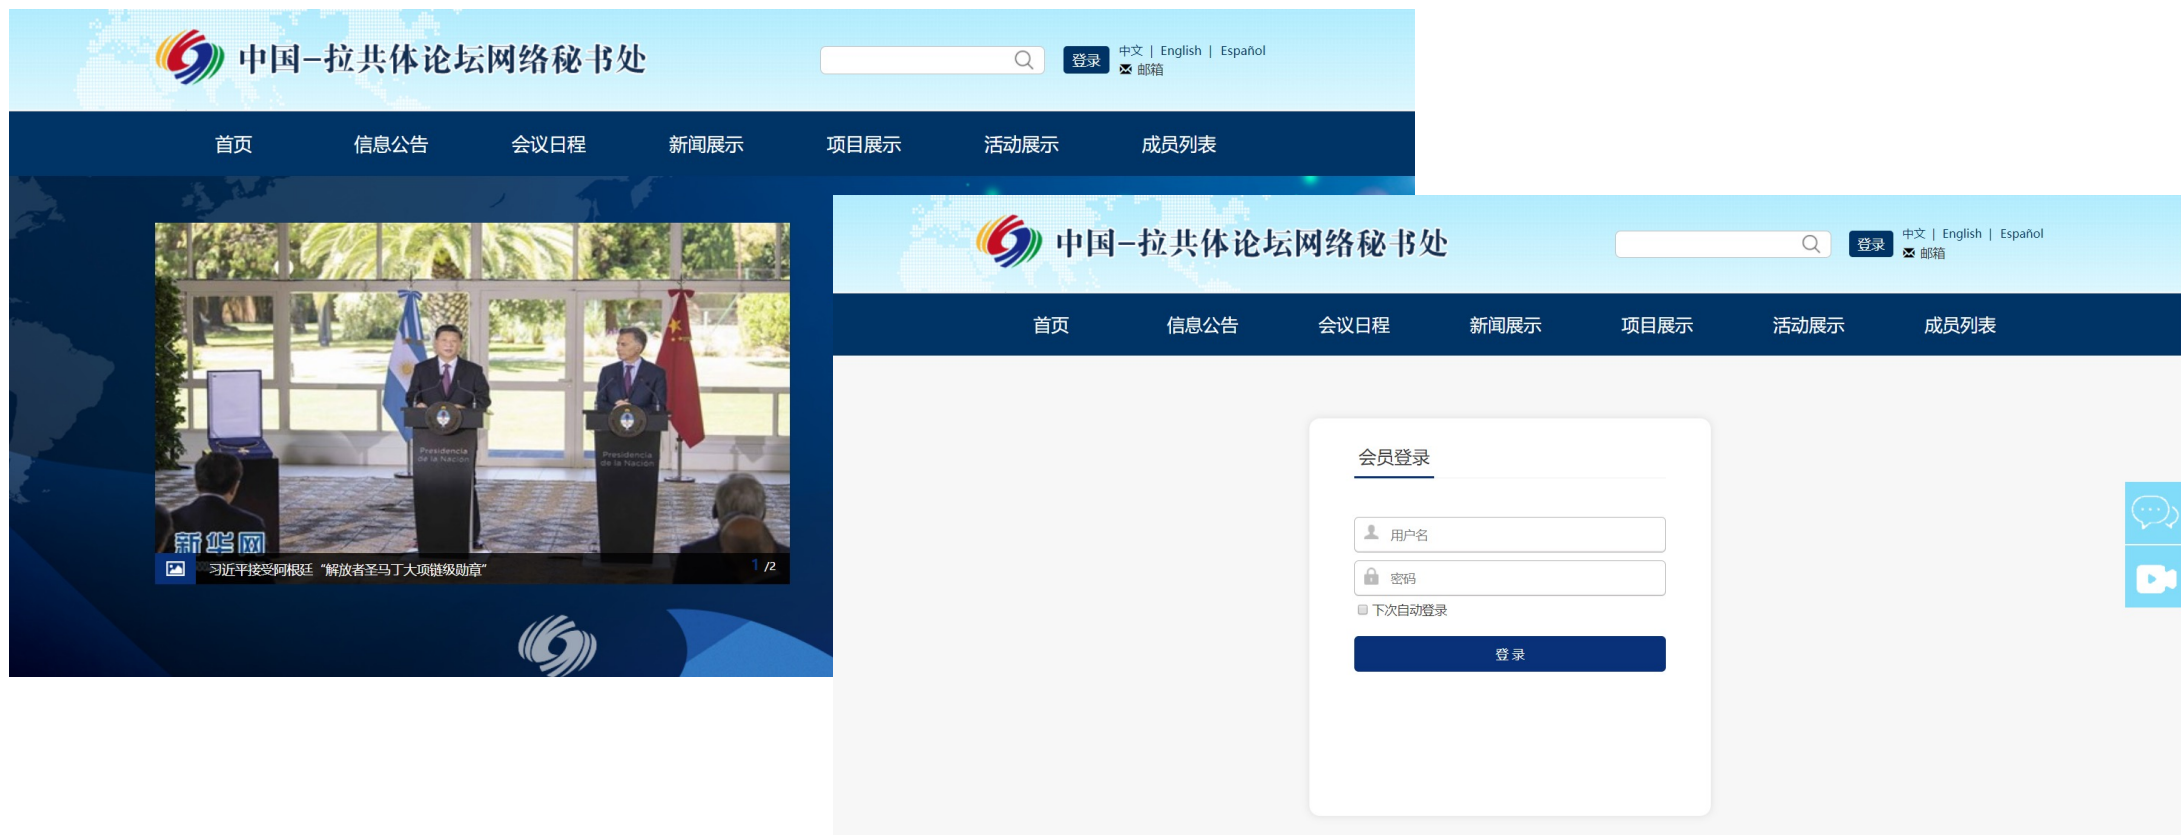 中国-拉共体论坛网络秘书处
登录
中文 | English | Español
邮箱
首页 信息公告 会议日程 新闻展示 项目展示 活动展示 成员列表
Presidencia
de la Nación
Presidencia
de la Nación
新华网
习近平接受阿根廷“解放者圣马丁大项链级勋章”
1 /2
中国-拉共体论坛网络秘书处
登录
中文 | English | Español
邮箱
首页 信息公告 会议日程 新闻展示 项目展示 活动展示 成员列表
会员登录
用户名
密码
下次自动登录
登 录